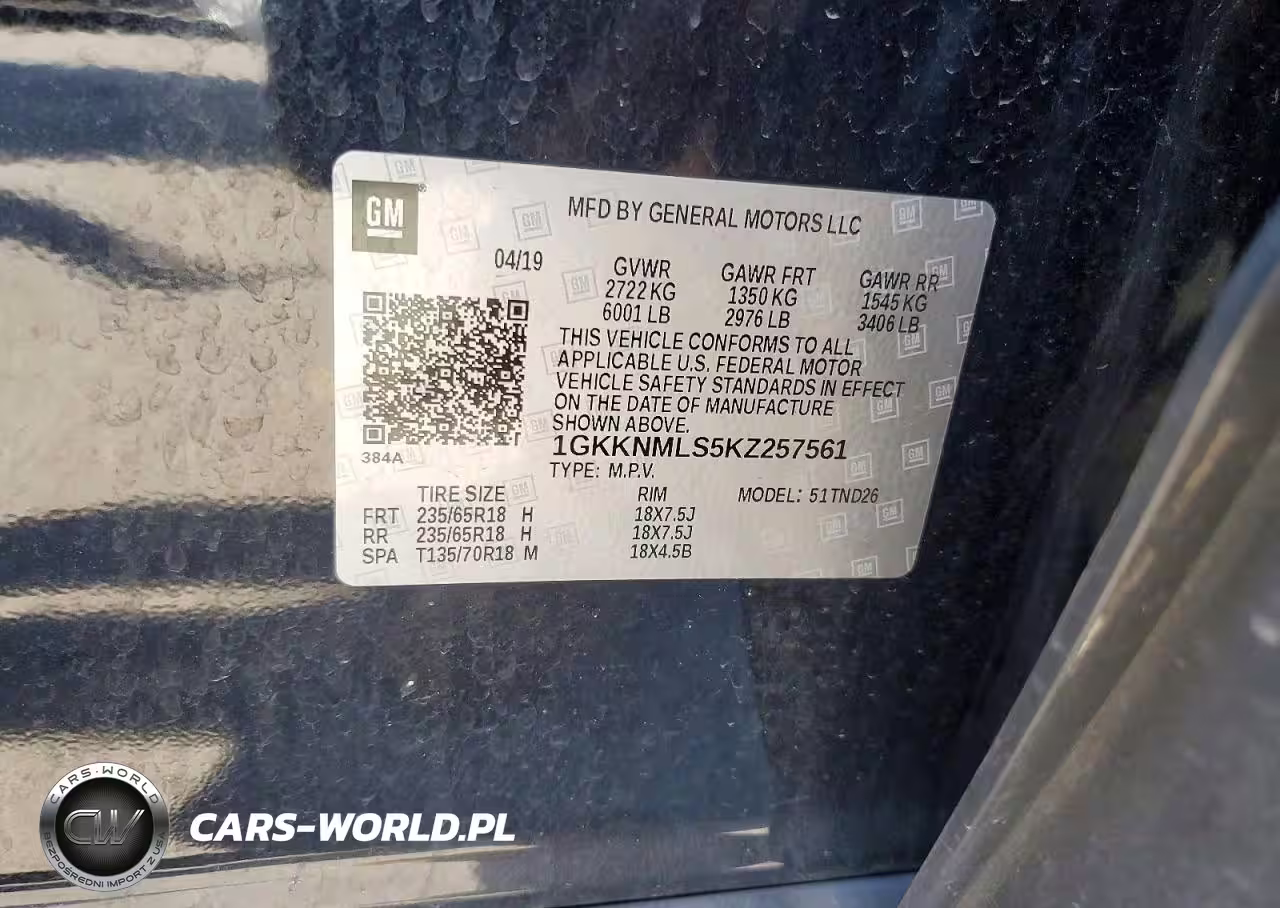 GM
MFD BY GENERAL MOTORS LLC
04/19
GVWR GAWR FRT GAWR RR
2722 KG 1350 KG 1545 KG
6001 LB 2976 LB 3406 LB
THIS VEHICLE CONFORMS TO ALL
APPLICABLE U.S. FEDERAL MOTOR
VEHICLE SAFETY STANDARDS IN EFFECT
ON THE DATE OF MANUFACTURE
SHOWN ABOVE.
1GKKNMLS5KZ257561
384A
TYPE: M.P.V.
TIRE SIZE RIM MODEL: 51TND26
FRT 235/65R18 H 18X7.5J
RR 235/65R18 H 18X7.5J
SPA T135/70R18 M 18X4.5B
CARS-WORLD
CW
BEZPOŚREDNI IMPORT Z USA
CARS-WORLD.PL